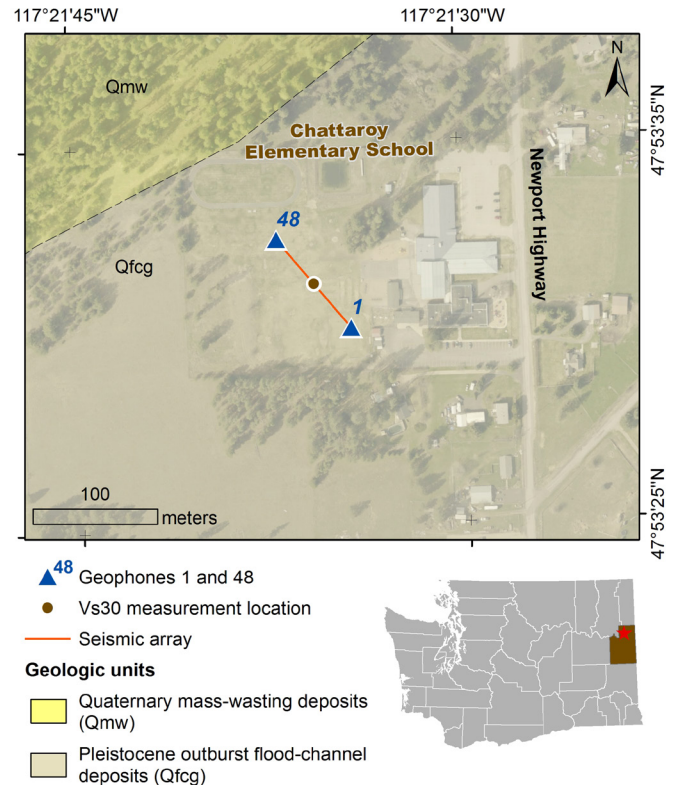 117°21'45"W
117°21'30"W
N
Qmw
47°53'35"N
Chattaroy
Elementary School
Newport Highway
48
Qfcg
1
47°53'25"N
100
meters
48
Geophones 1 and 48
Vs30 measurement location
Seismic array
Geologic units
Quaternary mass-wasting deposits
(Qmw)
Pleistocene outburst flood-channel
deposits (Qfcg)